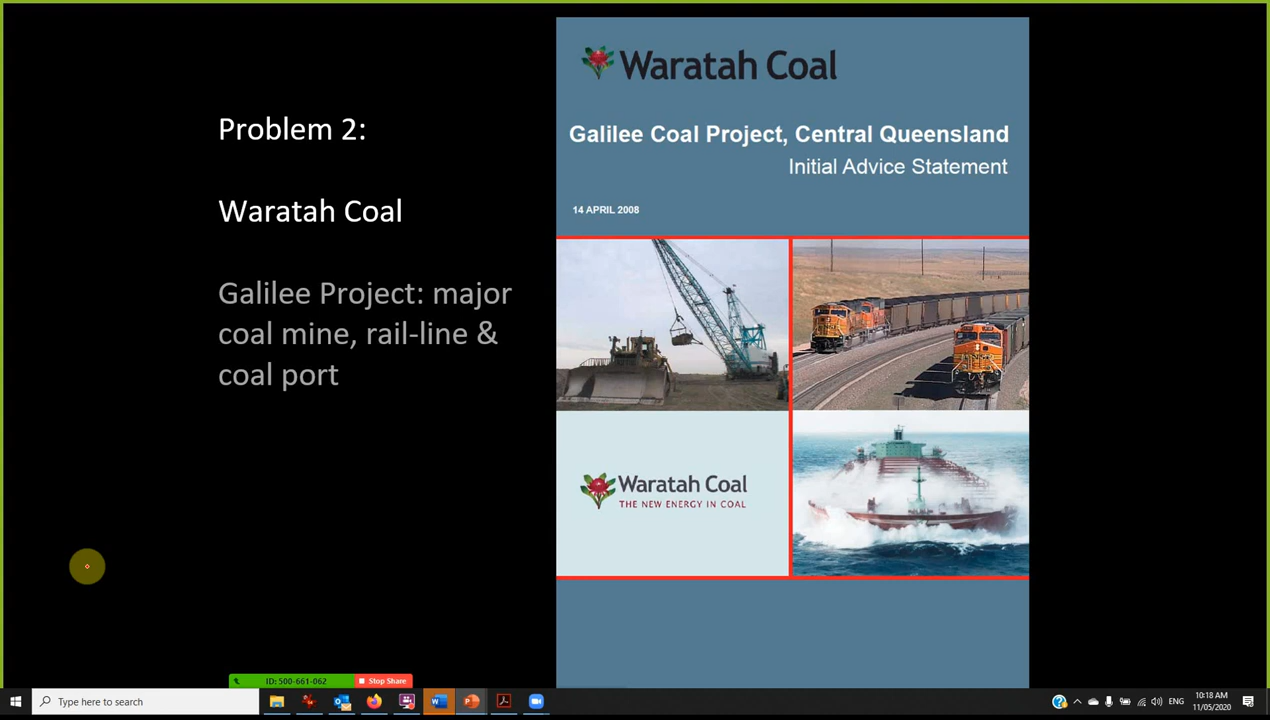 Problem 2:
Waratah Coal
Galilee Project: major
coal mine, rail-line &
coal port
Waratah Coal
Galilee Coal Project, Central Queensland
Initial Advice Statement
14 APRIL 2008
Waratah Coal
THE NEW ENERGY IN COAL
ID: 500-661-062
Stop Share
Type here to search
ENG
10:18 AM
11/05/2020